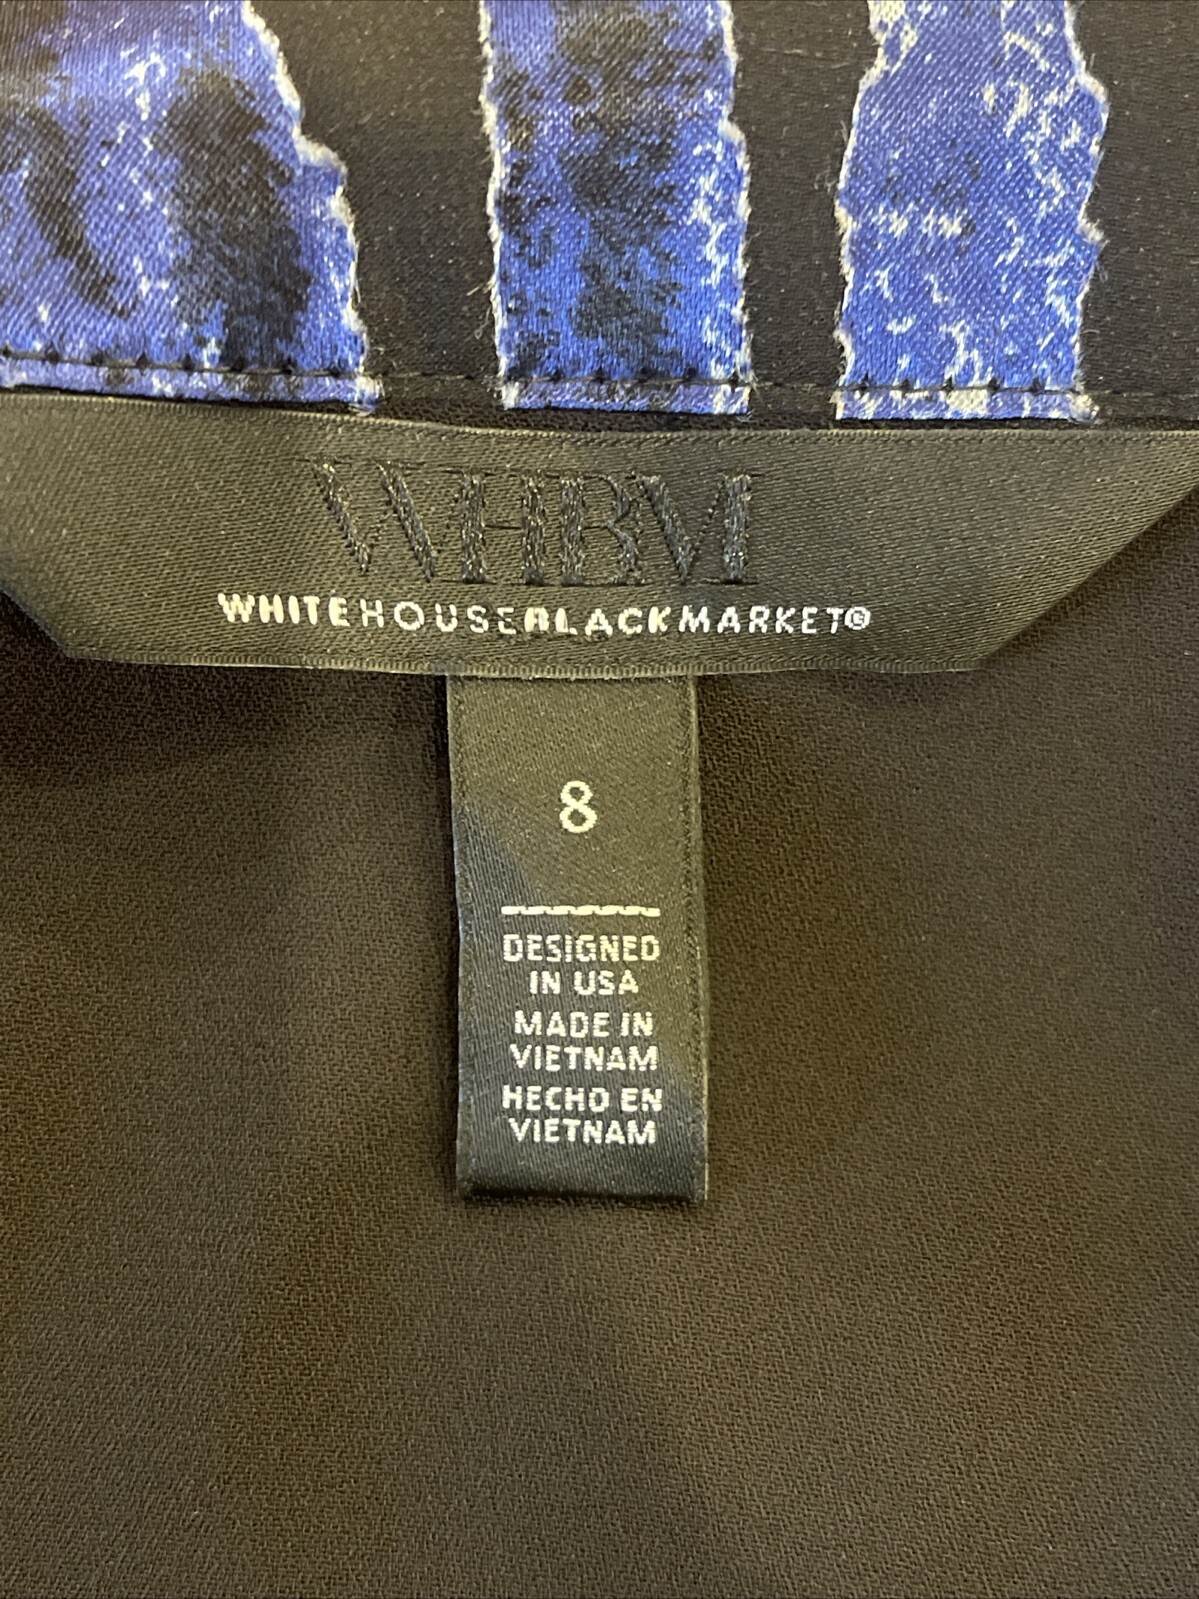 WHBM
WHITEHOUSEBLACKMARKET®
8
DESIGNED
IN USA
MADE IN
VIETNAM
HECHO EN
VIETNAM